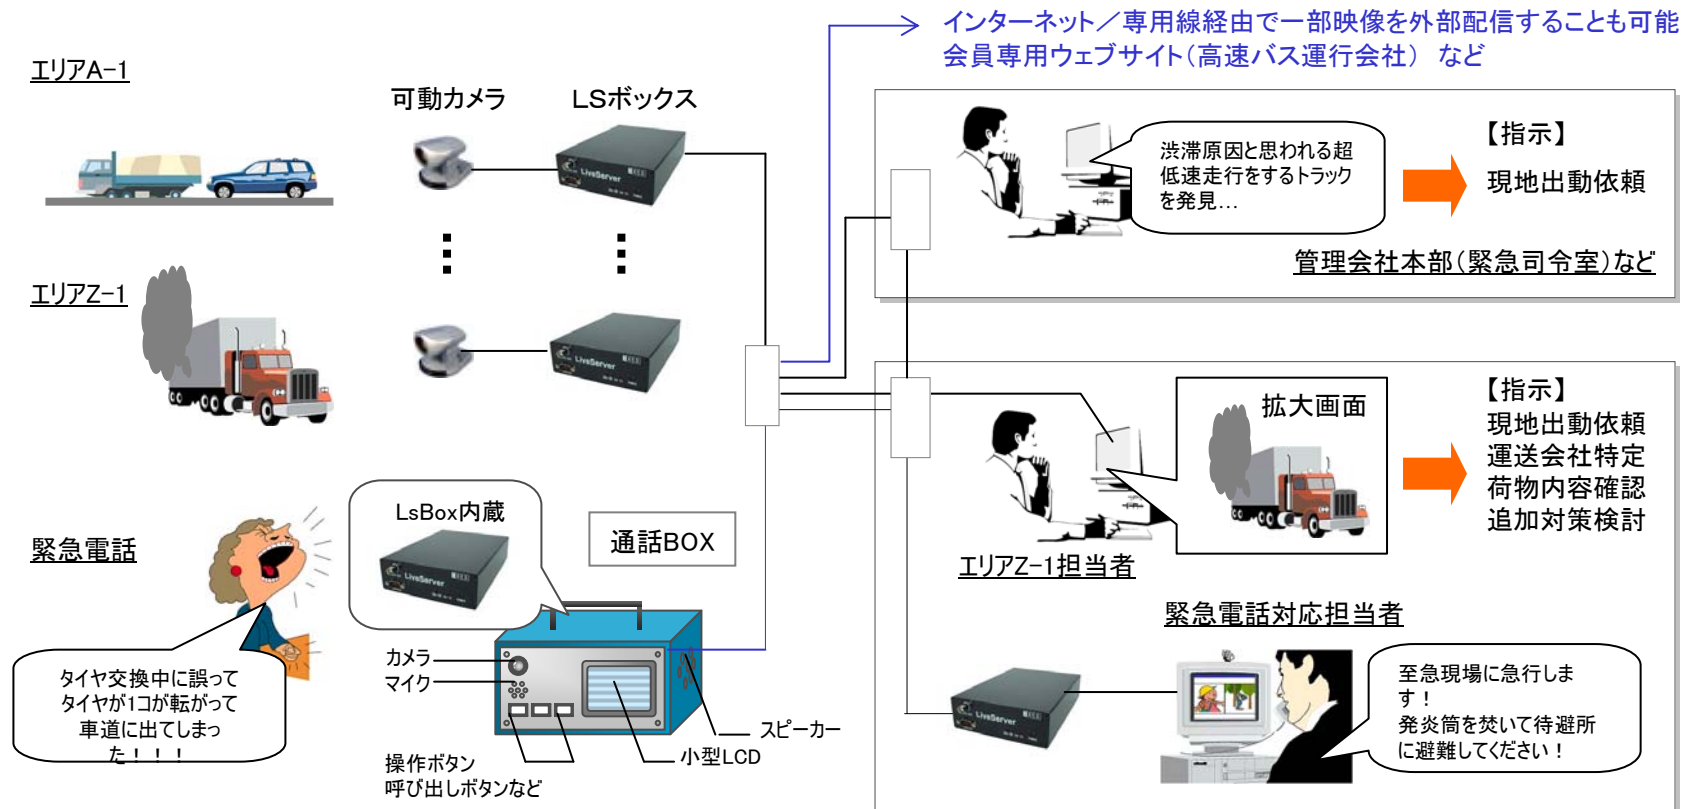 インターネット／専用線経由で一部映像を外部配信することも可能
会員専用ウェブサイト（高速バス運行会社） など
エリアA-1
可動カメラ
LSボックス
LiveServer
渋滞原因と思われる超
低速走行をするトラック
を発見…
【指示】
現地出動依頼
管理会社本部（緊急司令室）など
エリアZ-1
LiveServer
拡大画面
【指示】
現地出動依頼
運送会社特定
荷物内容確認
追加対策検討
エリアZ-1担当者
緊急電話
LsBox内蔵
LiveServer
通話BOX
タイヤ交換中に誤って
タイヤが1コが転がって
車道に出てしまっ
た！！！
カメラ
マイク
操作ボタン
呼び出しボタンなど
スピーカー
小型LCD
緊急電話対応担当者
LiveServer
至急現場に急行しま
す！
発炎筒を焚いて待避所
に避難してください！